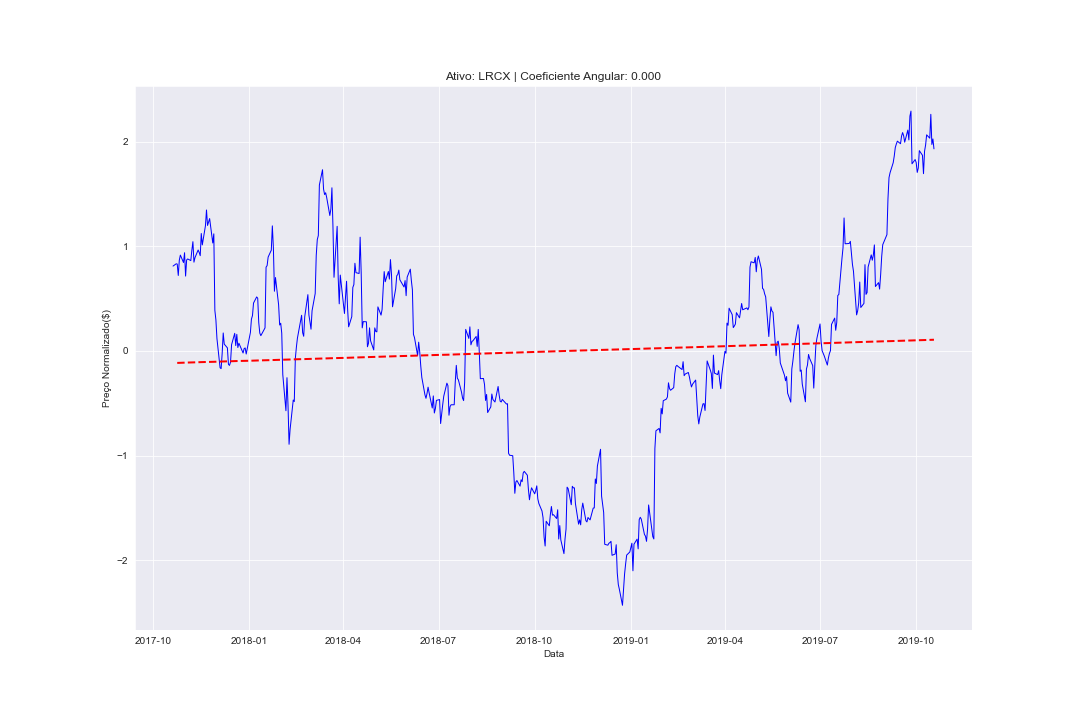 Ativo: LRCX | Coeficiente Angular: 0.000
Preço Normalizado($)
2
1
0
−1
−2
2017-10 2018-01 2018-04 2018-07 2018-10 2019-01 2019-04 2019-07 2019-10
Data